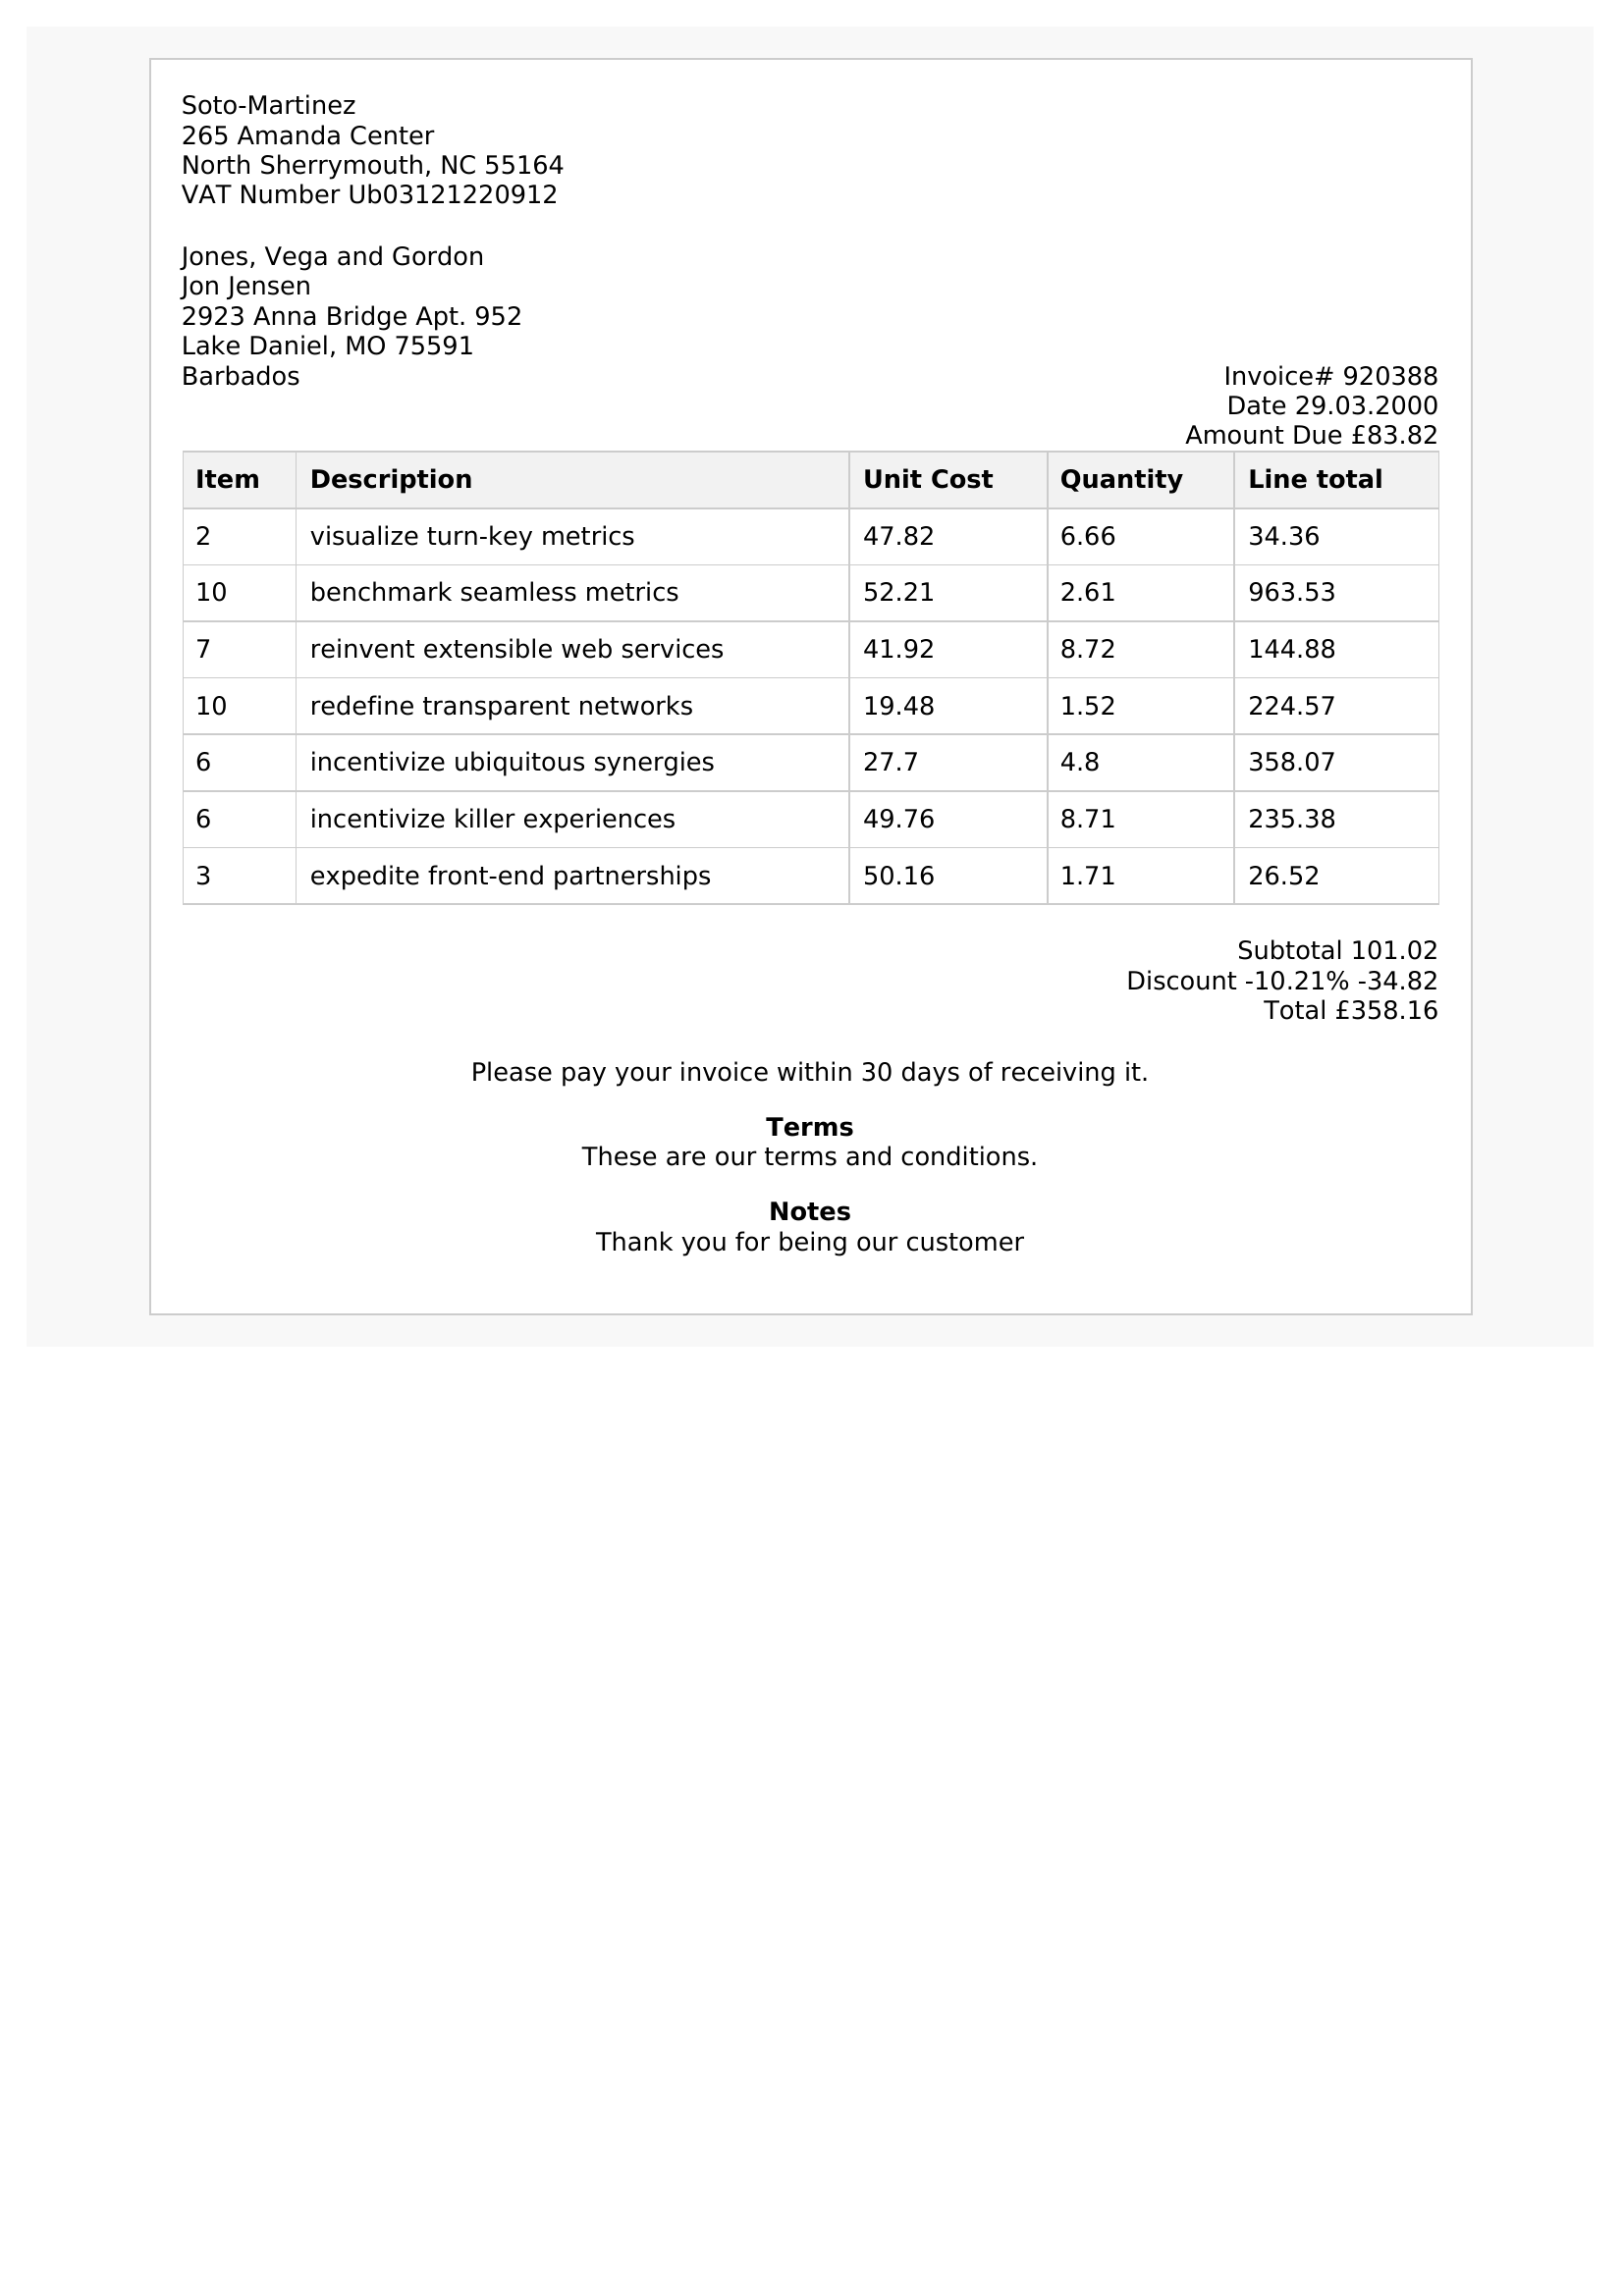 Soto-Martinez
265 Amanda Center
North Sherrymouth, NC 55164
VAT Number Ub03121220912
Jones, Vega and Gordon
Jon Jensen
2923 Anna Bridge Apt. 952
Lake Daniel, MO 75591
Barbados
Invoice# 920388
Date 29.03.2000
Amount Due £83.82
Item Description Unit Cost Quantity Line total
2 visualize turn-key metrics 47.82 6.66 34.36
10 benchmark seamless metrics 52.21 2.61 963.53
7 reinvent extensible web services 41.92 8.72 144.88
10 redefine transparent networks 19.48 1.52 224.57
6 incentivize ubiquitous synergies 27.7 4.8 358.07
6 incentivize killer experiences 49.76 8.71 235.38
3 expedite front-end partnerships 50.16 1.71 26.52
Subtotal 101.02
Discount -10.21% -34.82
Total £358.16
Please pay your invoice within 30 days of receiving it.
Terms
These are our terms and conditions.
Notes
Thank you for being our customer